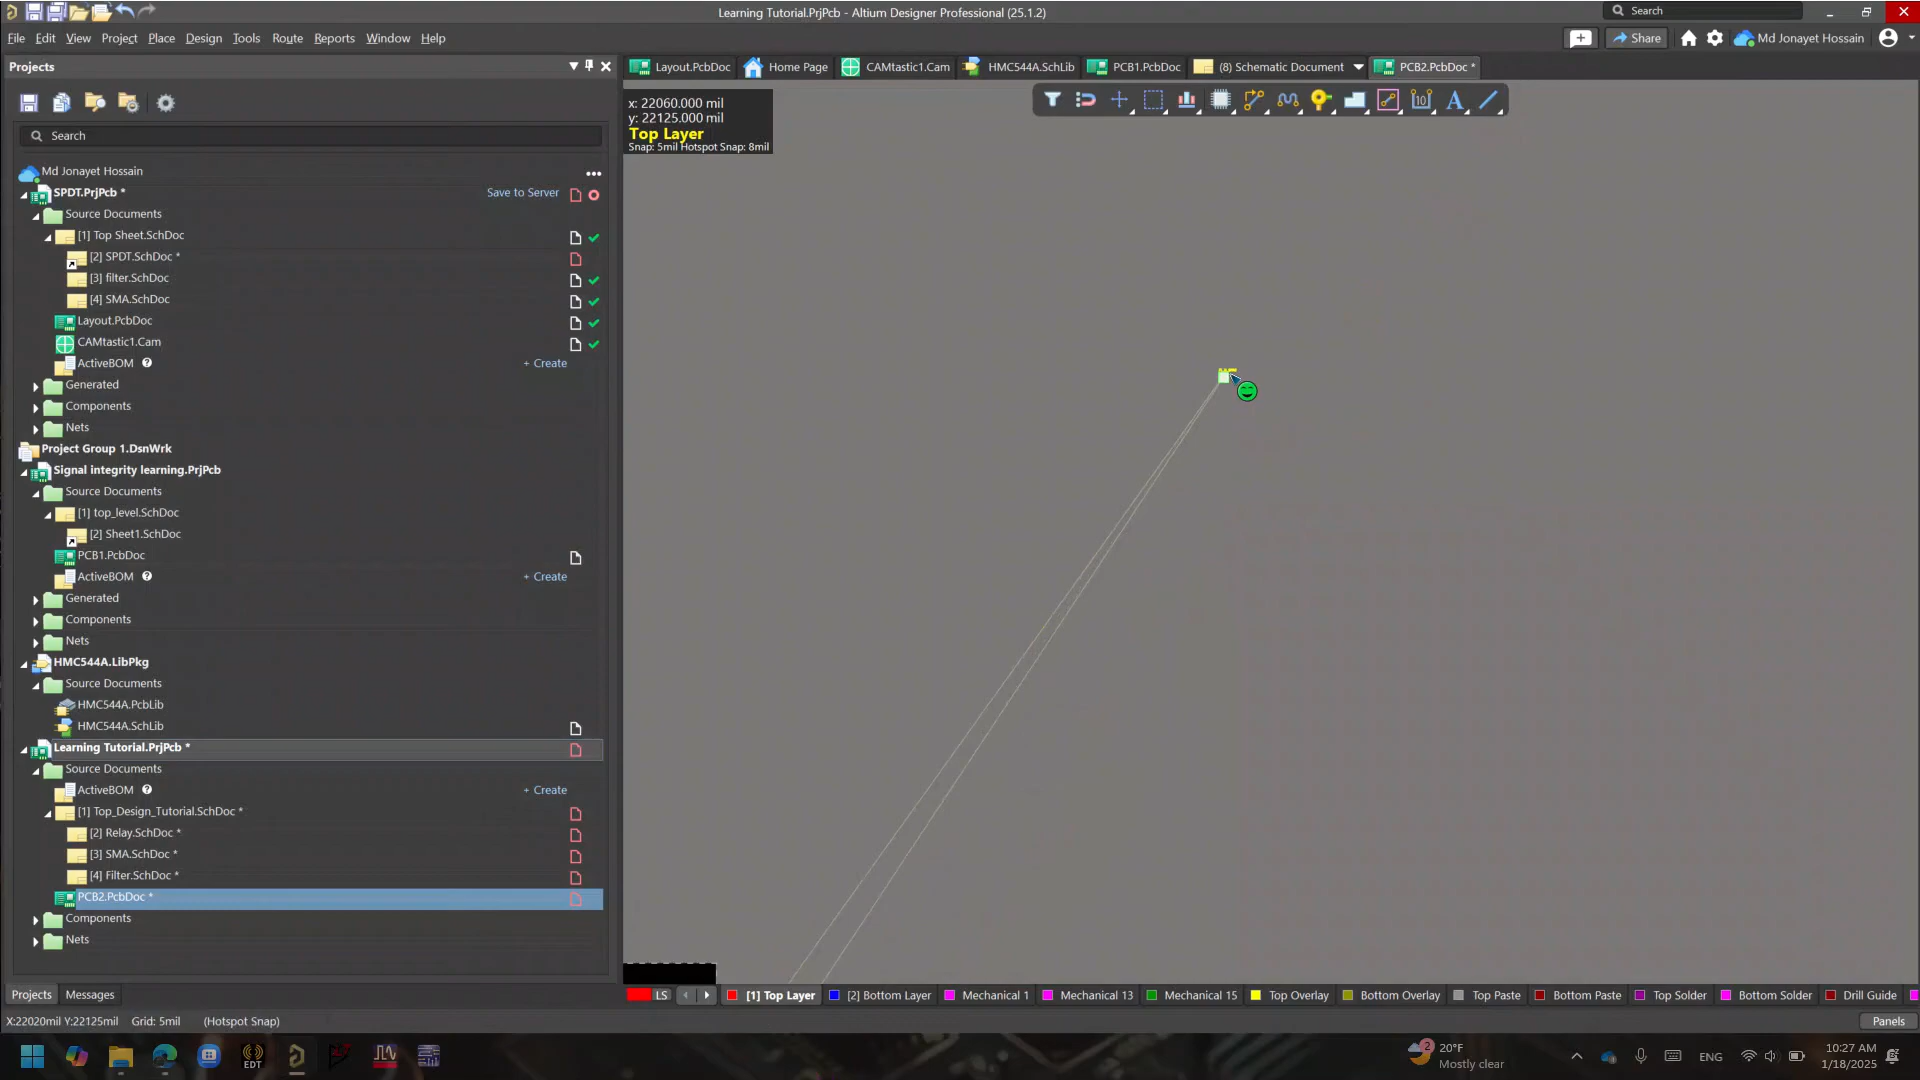 Learning Tutorial.PrjPcb - Altium Designer Professional (25.1.2)
Search
File Edit View Project Place Design Tools Route Reports Window Help
Share
Md Jonayet Hossain
Projects
Layout.PcbDoc
Home Page
CAMtastic1.Cam
HMC544A.SchLib
PCB1.PcbDoc
(8) Schematic Document
PCB2.PcbDoc *
x: 22060.000 mil
y: 22125.000 mil
Top Layer
Snap: 5mil Hotspot Snap: 8mil
Search
Md Jonayet Hossain
SPDT.PrjPcb *
Save to Server
Source Documents
[1] Top Sheet.SchDoc
[2] SPDT.SchDoc *
[3] filter.SchDoc
[4] SMA.SchDoc
Layout.PcbDoc
CAMtastic1.Cam
ActiveBOM
+ Create
Generated
Components
Nets
Project Group 1.DsnWrk
Signal integrity learning.PrjPcb
Source Documents
[1] top_level.SchDoc
[2] Sheet1.SchDoc
PCB1.PcbDoc
ActiveBOM
+ Create
Generated
Components
Nets
HMC544A.LibPkg
Source Documents
HMC544A.PcbLib
HMC544A.SchLib
Learning Tutorial.PrjPcb *
Source Documents
ActiveBOM
+ Create
[1] Top_Design_Tutorial.SchDoc *
[2] Relay.SchDoc *
[3] SMA.SchDoc *
[4] Filter.SchDoc *
PCB2.PcbDoc *
Components
Nets
Projects
Messages
LS
[1] Top Layer
[2] Bottom Layer
Mechanical 1
Mechanical 13
Mechanical 15
Top Overlay
Bottom Overlay
Top Paste
Bottom Paste
Top Solder
Bottom Solder
Drill Guide
X:22020mil Y:22125mil Grid: 5mil (Hotspot Snap)
Panels
EDT
2
20°F
Mostly clear
ENG
10:27 AM
1/18/2025